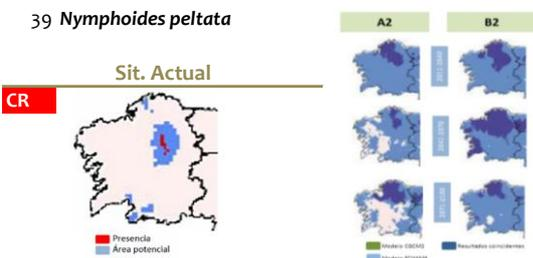 39 Nymphoides peltata
Sit. Actual
CR
Presencia
Área potencial
A2
B2
2011-2040
2041-2070
2071-2100
Modelo CGCM2
Resultados coincidentes
Modelo